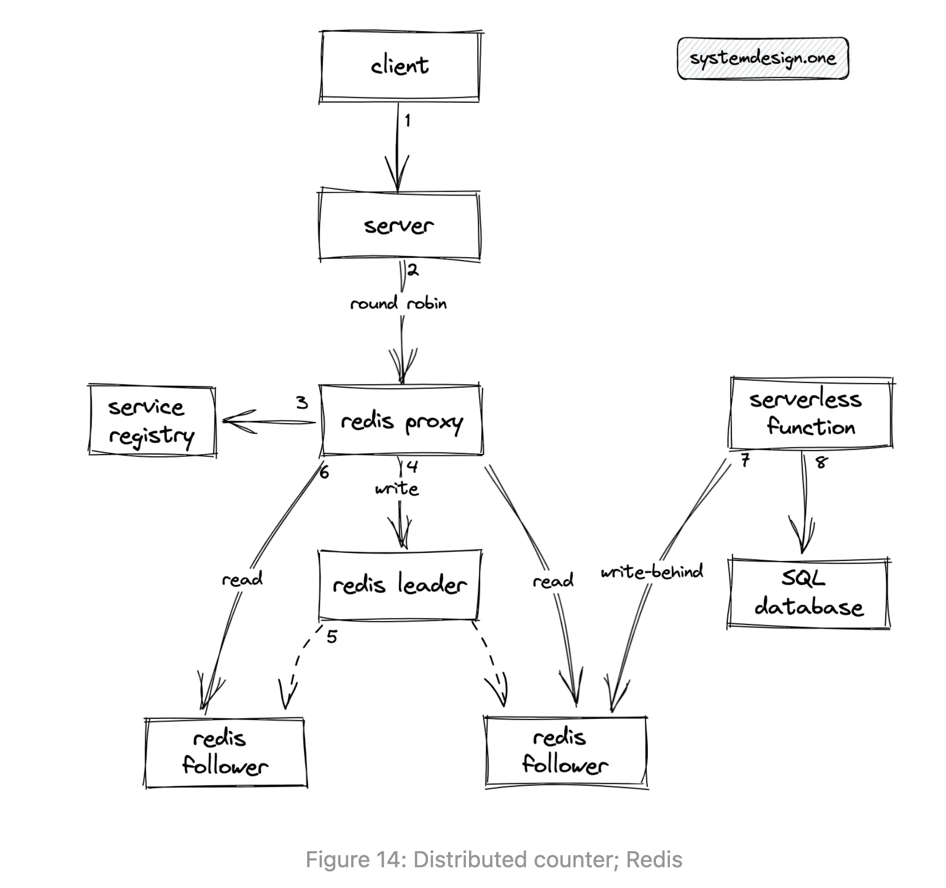 client
systemdesign.one
1
server
2
round robin
service
registry
3
redis proxy
serverless
function
6
4
write
7
8
read
redis leader
read
write-behind
SQL
database
5
redis
follower
redis
follower
Figure 14: Distributed counter; Redis